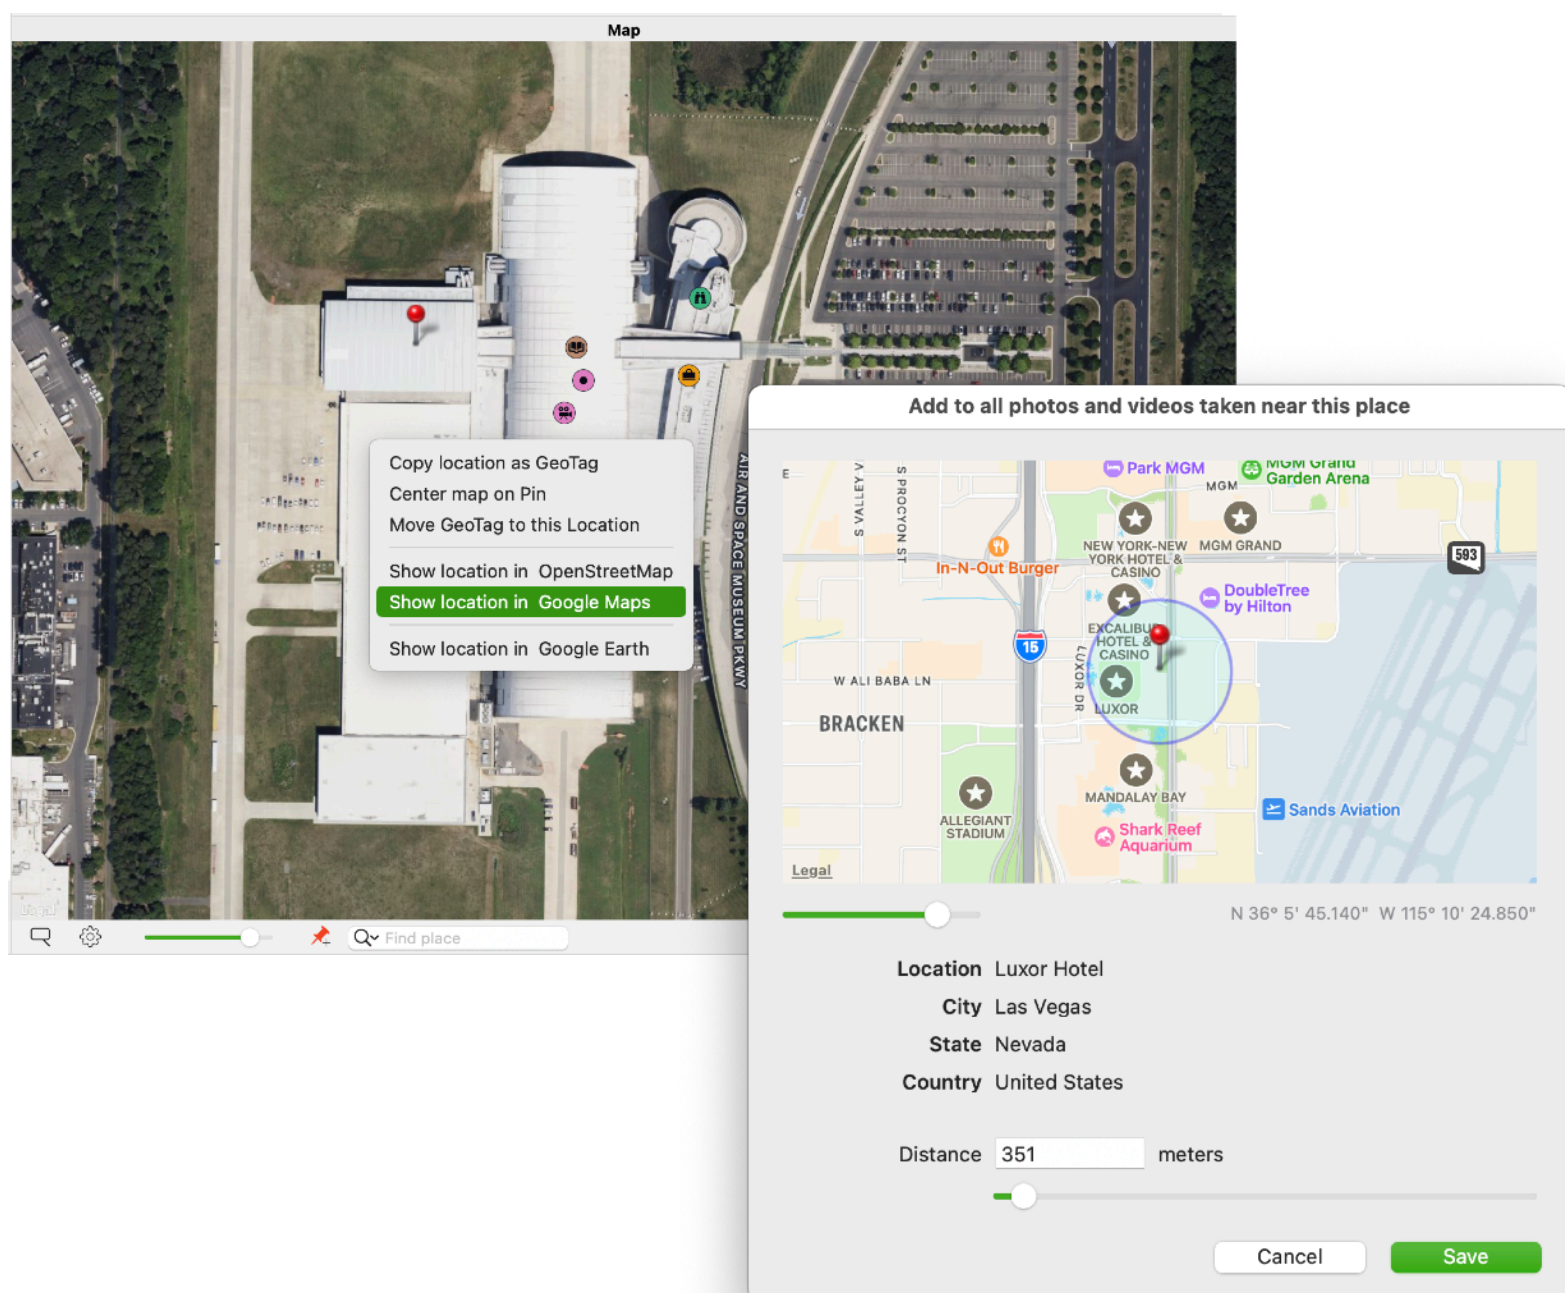 Map
AIR AND SPACE MUSEUM PKWY
Copy location as GeoTag
Center map on Pin
Move GeoTag to this Location
Show location in OpenStreetMap
Show location in Google Maps
Show location in Google Earth
Legal
Find place
Add to all photos and videos taken near this place
E
S VALLEY V
S PROCYON ST
Park MGM
MGM Grand
Garden Arena
MGM
NEW YORK-NEW
YORK HOTEL &
CASINO
MGM GRAND
593
In-N-Out Burger
DoubleTree
by Hilton
EXCALIBUR
HOTEL &
CASINO
15
LUXOR DR
W ALI BABA LN
LUXOR
BRACKEN
MANDALAY BAY
ALLEGIANT
STADIUM
Sands Aviation
Shark Reef
Aquarium
Legal
N 36° 5' 45.140" W 115° 10' 24.850"
Location Luxor Hotel
City Las Vegas
State Nevada
Country United States
Distance 351 meters
Cancel
Save